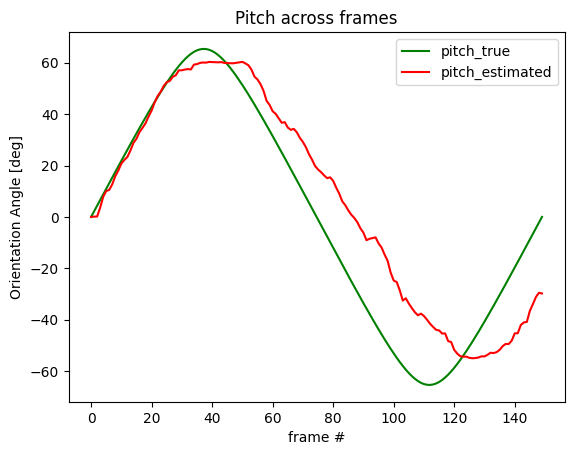 Pitch across frames
pitch_true
pitch_estimated
Orientation Angle [deg]
60
40
20
0
−20
−40
−60
0 20 40 60 80 100 120 140
frame #